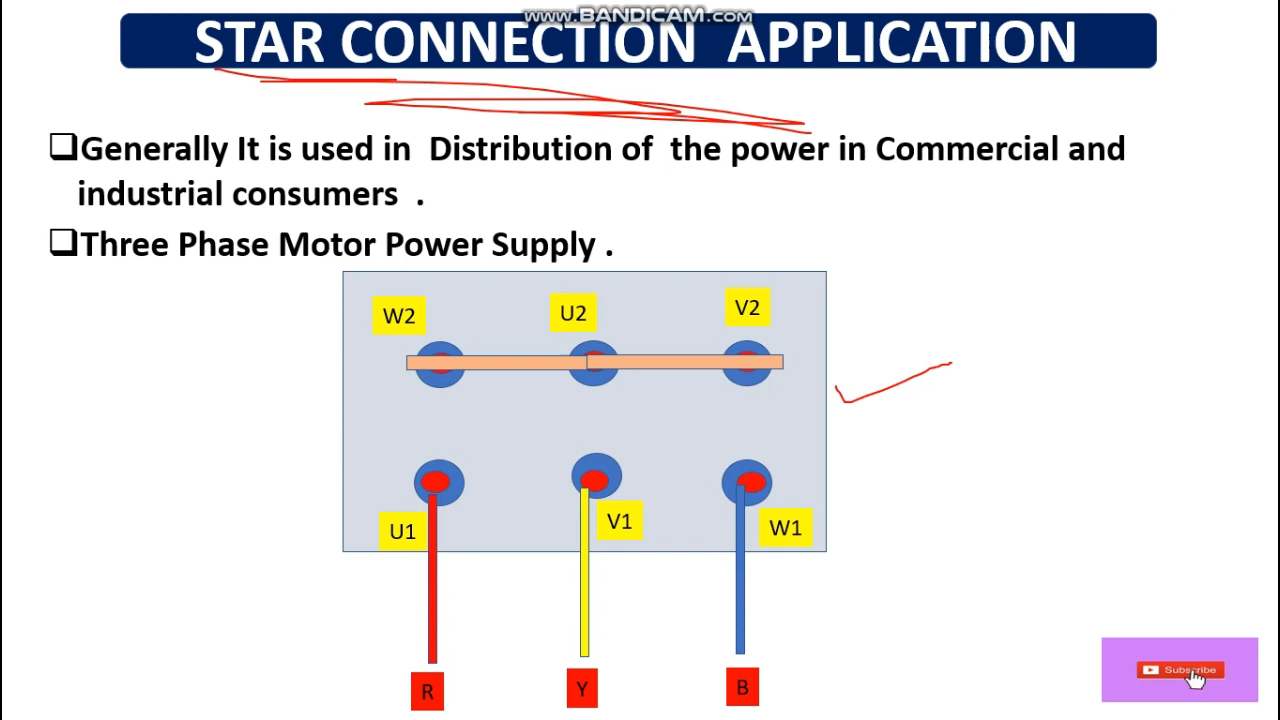 www.BANDICAM.com
STAR CONNECTION APPLICATION
Generally It is used in Distribution of the power in Commercial and
industrial consumers .
Three Phase Motor Power Supply .
W2 U2 V2
U1 V1 W1
R Y B
Subscribe